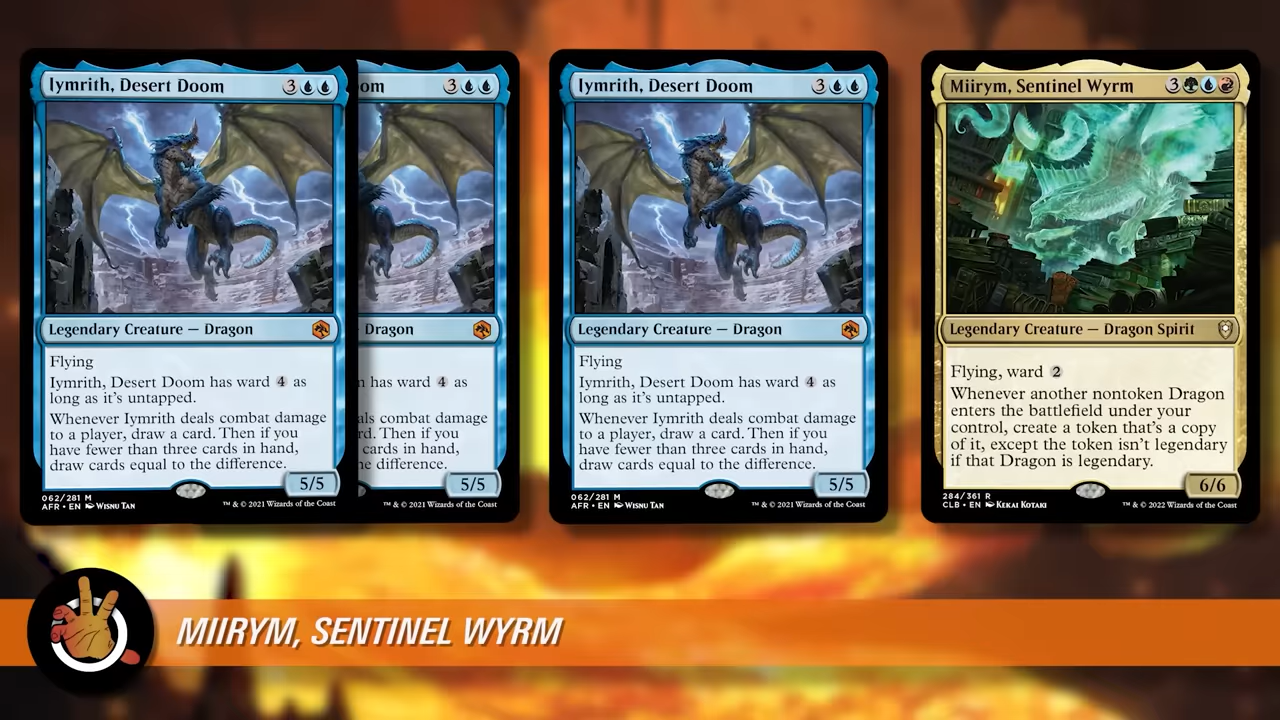 Iymrith, Desert Doom 3
Legendary Creature — Dragon
Flying
Iymrith, Desert Doom has ward 4 as
long as it's untapped.
Whenever Iymrith deals combat damage
to a player, draw a card. Then if you
have fewer than three cards in hand,
draw cards equal to the difference.
5/5
062/281 M
AFR • EN Wisnu Tan
™ & © 2021 Wizards of the Coast
om 3
Dragon
n has ward 4 as
ls combat damage
rd. Then if you
cards in hand,
he difference.
5/5
™ & © 2021 Wizards of the Coast
Iymrith, Desert Doom 3
Legendary Creature — Dragon
Flying
Iymrith, Desert Doom has ward 4 as
long as it's untapped.
Whenever Iymrith deals combat damage
to a player, draw a card. Then if you
have fewer than three cards in hand,
draw cards equal to the difference.
5/5
062/281 M
AFR • EN Wisnu Tan
™ & © 2021 Wizards of the Coast
Miirym, Sentinel Wyrm 3
Legendary Creature — Dragon Spirit
Flying, ward 2
Whenever another nontoken Dragon
enters the battlefield under your
control, create a token that's a copy
of it, except the token isn't legendary
if that Dragon is legendary.
6/6
284/361 R
CLB • EN Kekai Kotaki
™ & © 2022 Wizards of the Coast
MIIRYM, SENTINEL WYRM